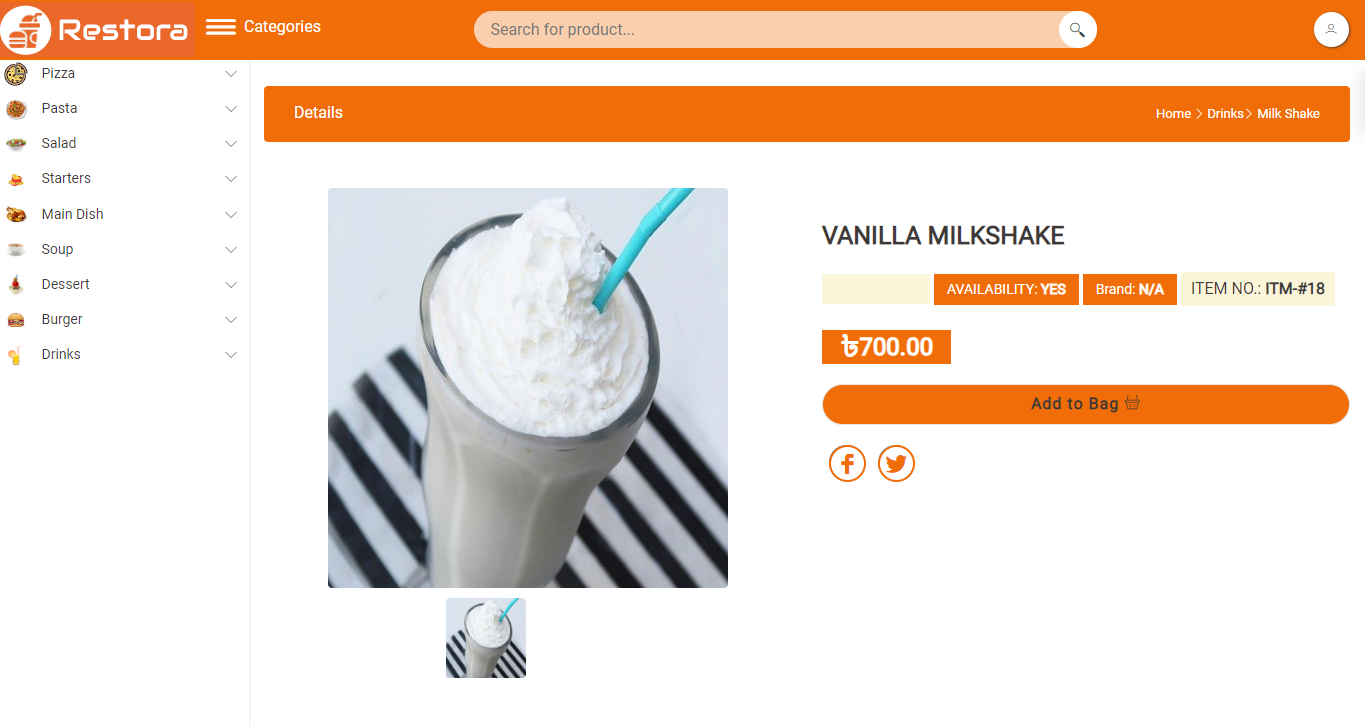 Restora
Categories
Search for product...
Pizza
Pasta
Salad
Starters
Main Dish
Soup
Dessert
Burger
Drinks
Details
Home > Drinks> Milk Shake
VANILLA MILKSHAKE
AVAILABILITY: YES Brand: N/A ITEM NO.: ITM-#18
৳700.00
Add to Bag